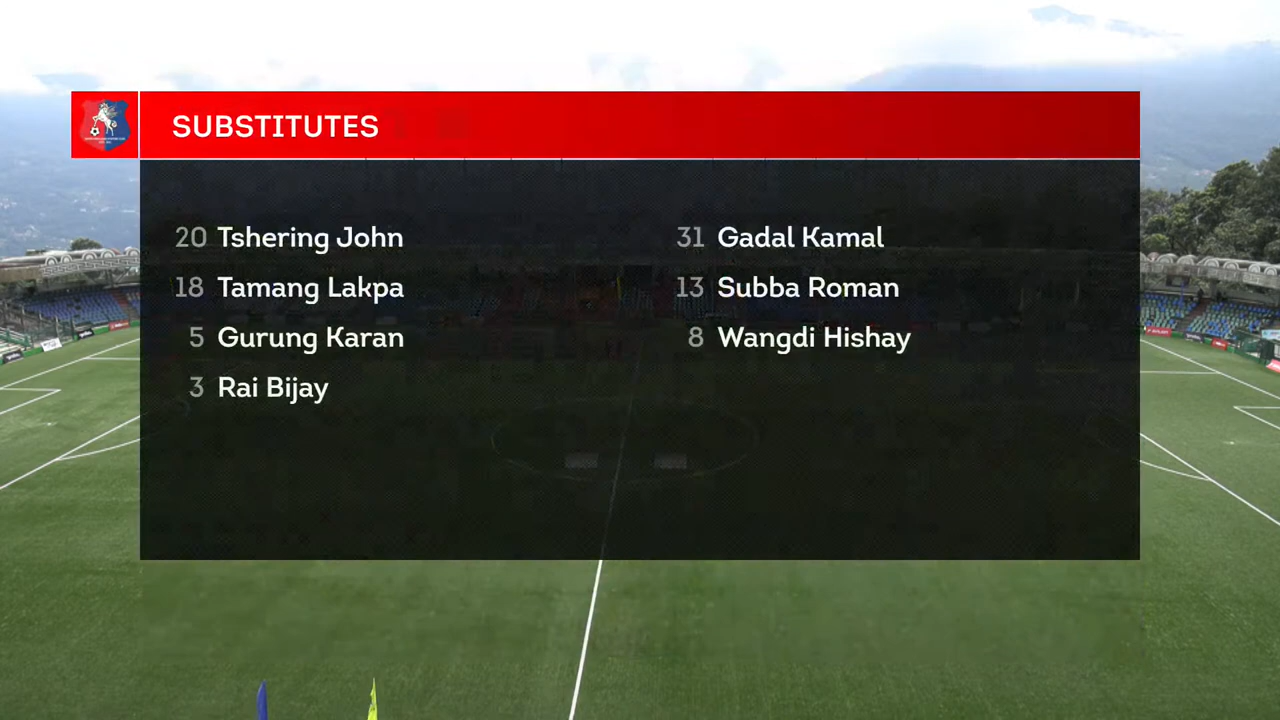 SUBSTITUTES
20 Tshering John
18 Tamang Lakpa
5 Gurung Karan
3 Rai Bijay
31 Gadal Kamal
13 Subba Roman
8 Wangdi Hishay